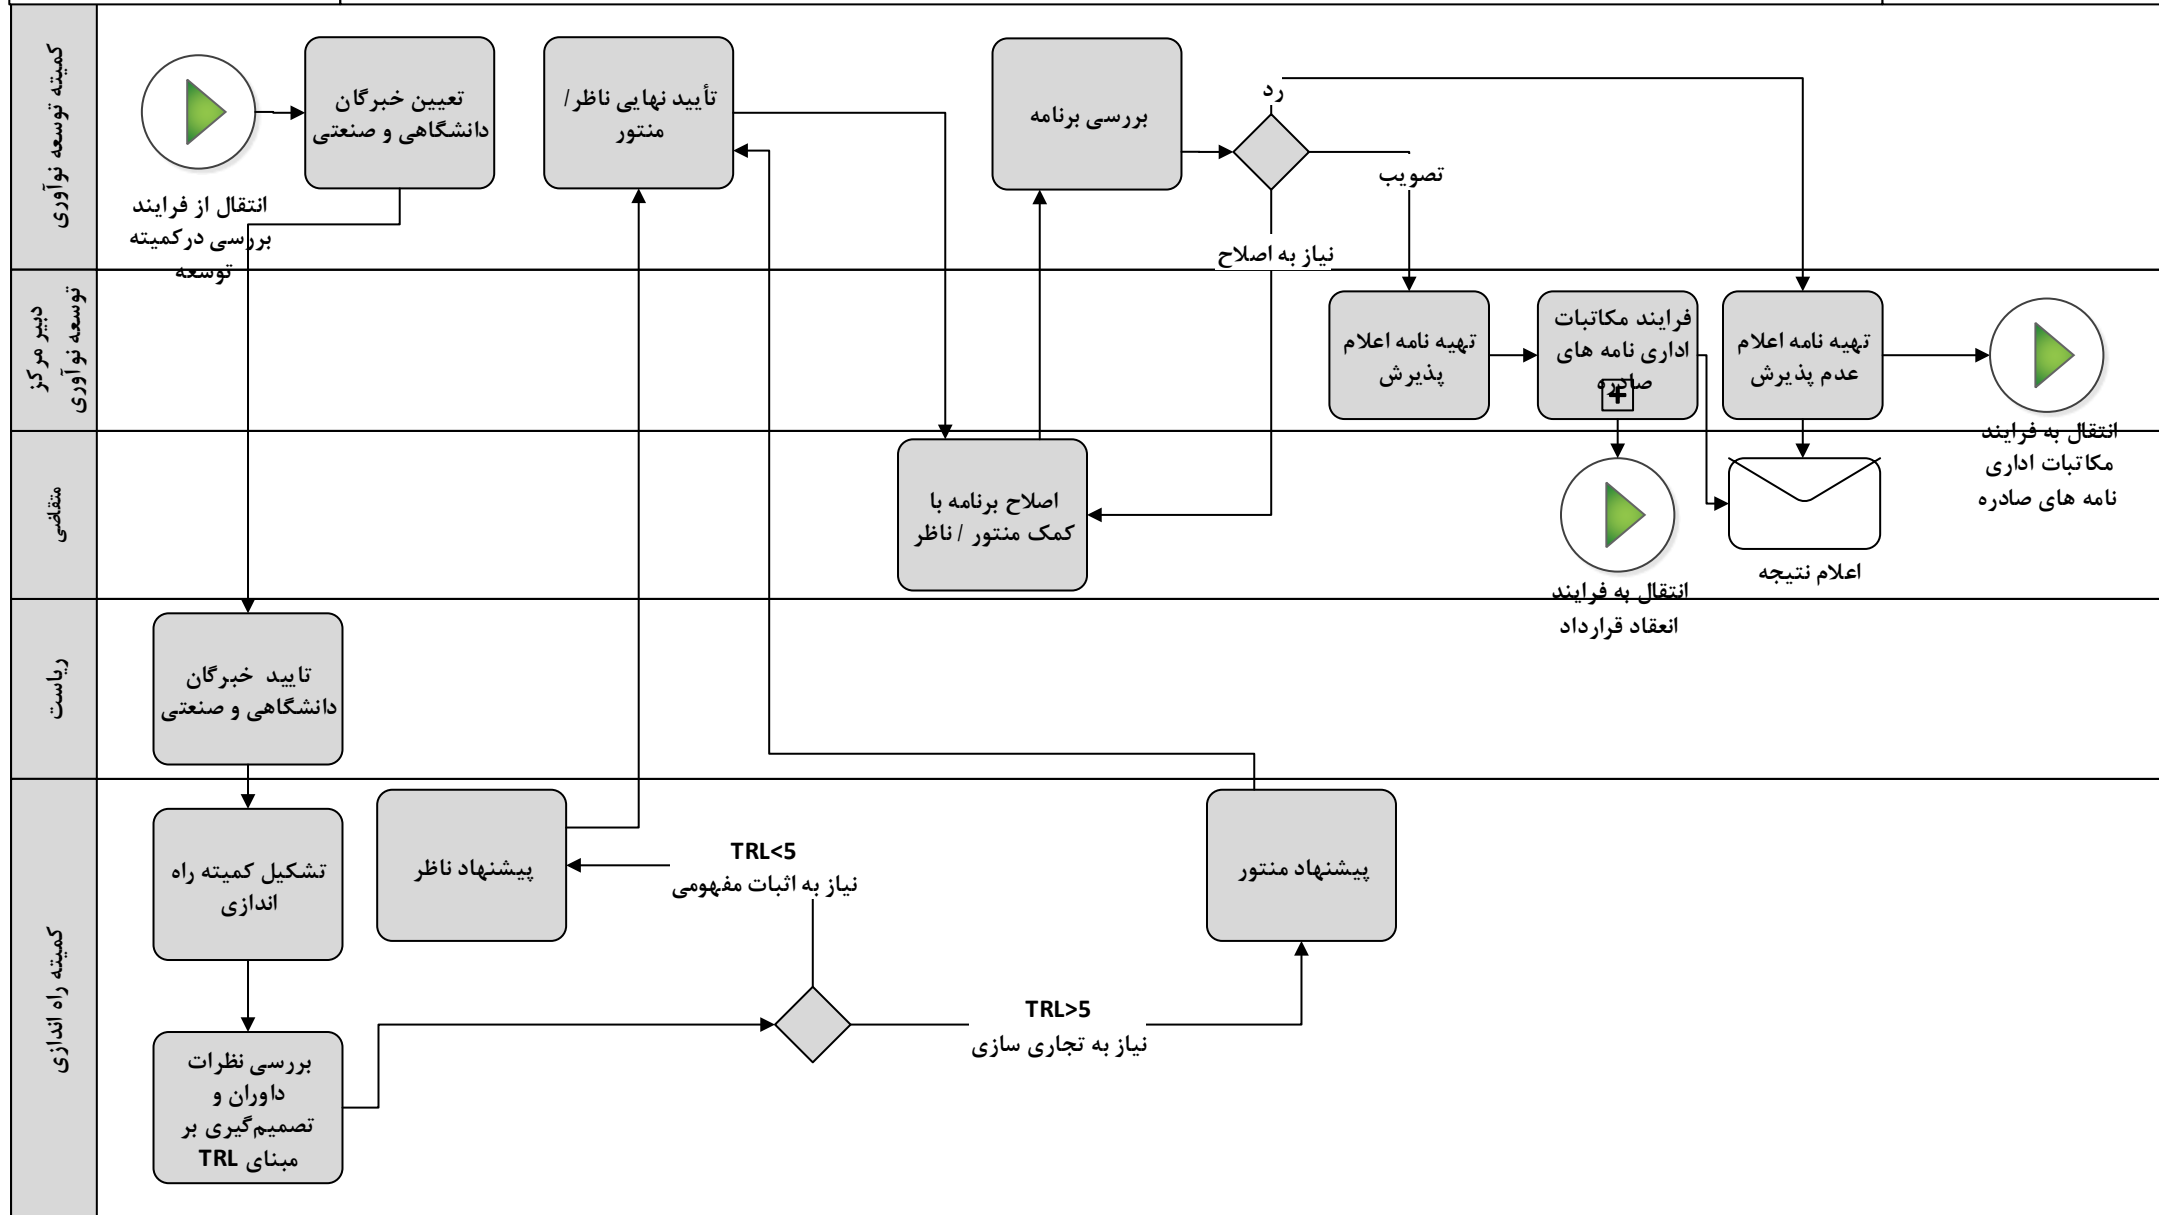 کمیته توسعه نوآوری
انتقال از فرایند
بررسی درکمیته
توسعه
تعیین خبرگان
دانشگاهی و صنعتی
تأیید نهایی ناظر/
منتور
بررسی برنامه
رد
تصویب
نیاز به اصلاح
دبیر مرکز
توسعه نوآوری
تهیه نامه اعلام
پذیرش
فرایند مکاتبات
اداری نامه های
صادره
تهیه نامه اعلام
عدم پذیرش
انتقال به فرایند
مکاتبات اداری
نامه های صادره
متقاضی
اصلاح برنامه با
کمک منتور / ناظر
انتقال به فرایند
انعقاد قرارداد
اعلام نتیجه
ریاست
تایید خبرگان
دانشگاهی و صنعتی
کمیته راه اندازی
تشکیل کمیته راه
اندازی
بررسی نظرات
داوران و
تصمیم‌گیری بر
مبنای TRL
پیشنهاد ناظر
TRL<5
نیاز به اثبات مفهومی
TRL>5
نیاز به تجاری سازی
پیشنهاد منتور